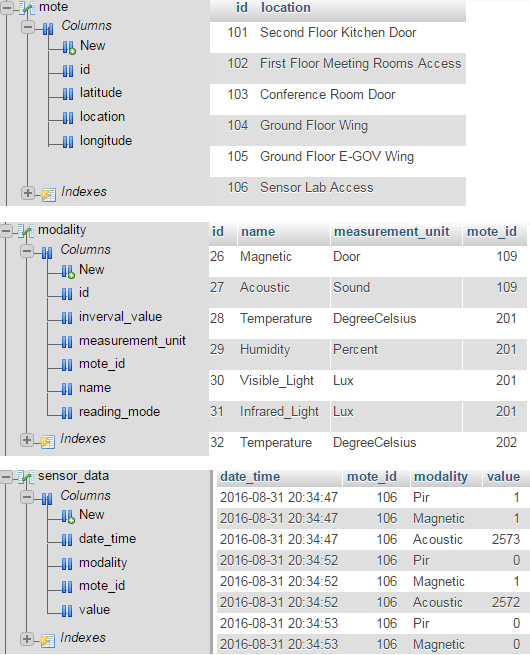 mote
Columns
New
id
latitude
location
longitude
Indexes
id location
101 Second Floor Kitchen Door
102 First Floor Meeting Rooms Access
103 Conference Room Door
104 Ground Floor Wing
105 Ground Floor E-GOV Wing
106 Sensor Lab Access
modality
Columns
New
id
inverval_value
measurement_unit
mote_id
name
reading_mode
Indexes
id name measurement_unit mote_id
26 Magnetic Door 109
27 Acoustic Sound 109
28 Temperature DegreeCelsius 201
29 Humidity Percent 201
30 Visible_Light Lux 201
31 Infrared_Light Lux 201
32 Temperature DegreeCelsius 202
sensor_data
Columns
New
date_time
modality
mote_id
value
Indexes
date_time mote_id modality value
2016-08-31 20:34:47 106 Pir 1
2016-08-31 20:34:47 106 Magnetic 1
2016-08-31 20:34:47 106 Acoustic 2573
2016-08-31 20:34:52 106 Pir 0
2016-08-31 20:34:52 106 Magnetic 1
2016-08-31 20:34:52 106 Acoustic 2572
2016-08-31 20:34:53 106 Pir 0
2016-08-31 20:34:53 106 Magnetic 0